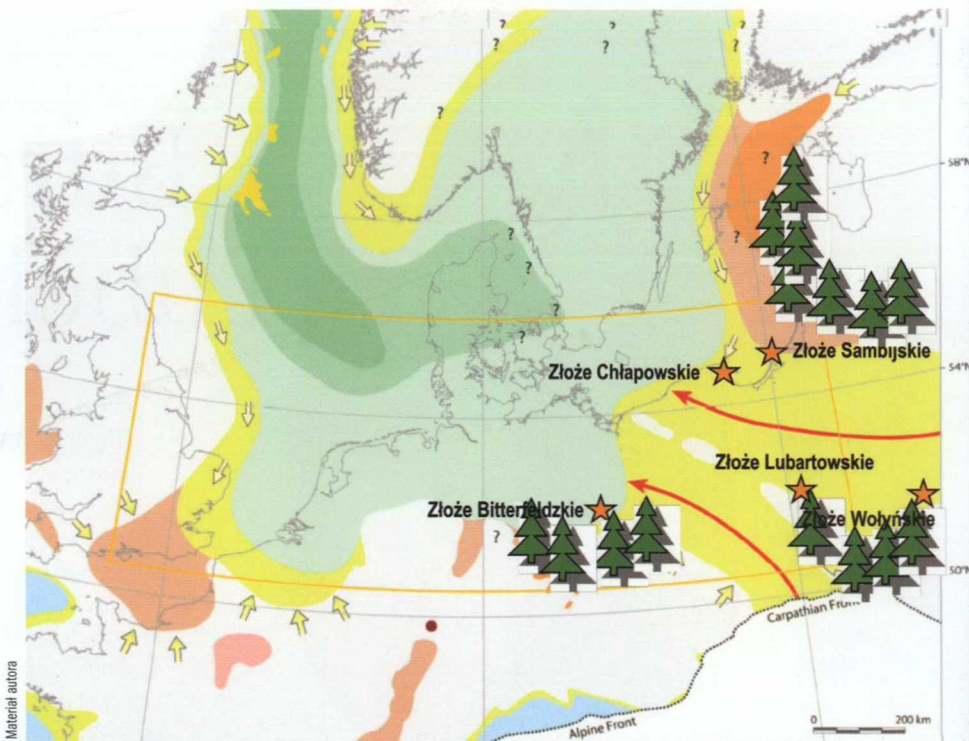 ? ? ?
? ? ?
?
58°N
?
? ?
?
?
?
Złoże Sambijskie
54°N
Złoże Chłapowskie
Złoże Lubartowskie
Złoże Bitterfeldzkie
Złoże Wołyńskie
?
50°N
Carpathian Front
Materiał autora
0 200 km
Alpine Front